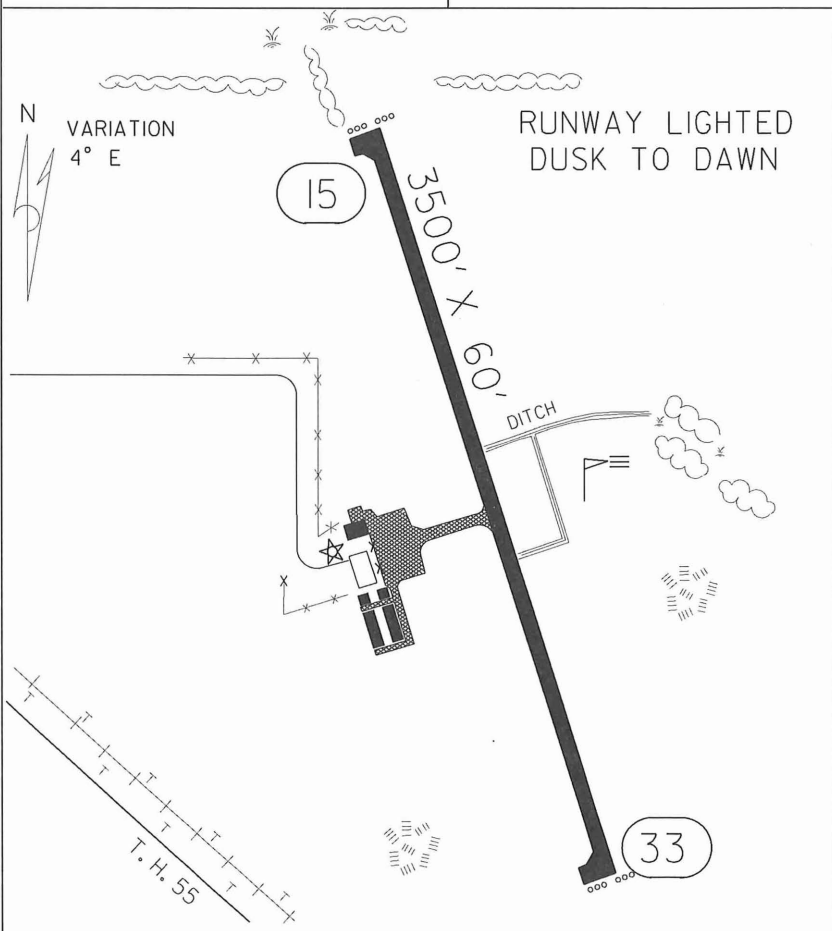 N
VARIATION
4° E
RUNWAY LIGHTED
DUSK TO DAWN
15
3500' X 60'
DITCH
T
T
T
T
T
T
T
T
T
T. H. 55
33